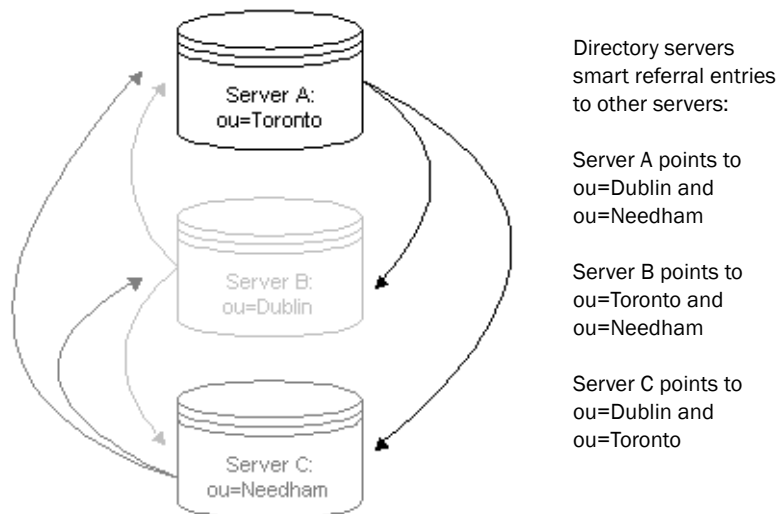 Server A:
ou=Toronto
Server B:
ou=Dublin
Server C:
ou=Needham
Directory servers
smart referral entries
to other servers:
Server A points to
ou=Dublin and
ou=Needham
Server B points to
ou=Toronto and
ou=Needham
Server C points to
ou=Dublin and
ou=Toronto